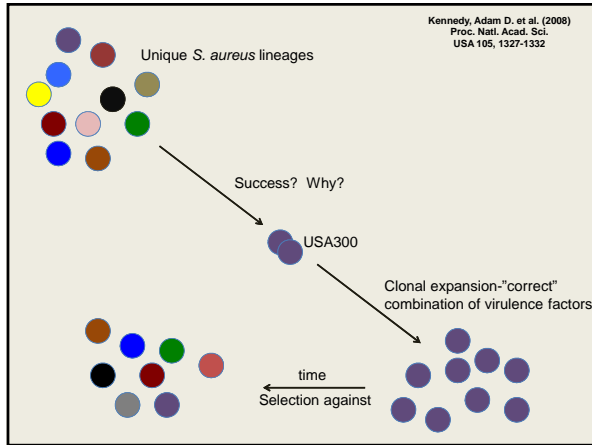 Kennedy, Adam D. et al. (2008)
Proc. Natl. Acad. Sci.
USA 105, 1327-1332
Unique S. aureus lineages
Success?  Why?
USA300
Clonal expansion-"correct"
combination of virulence factors
time
Selection against